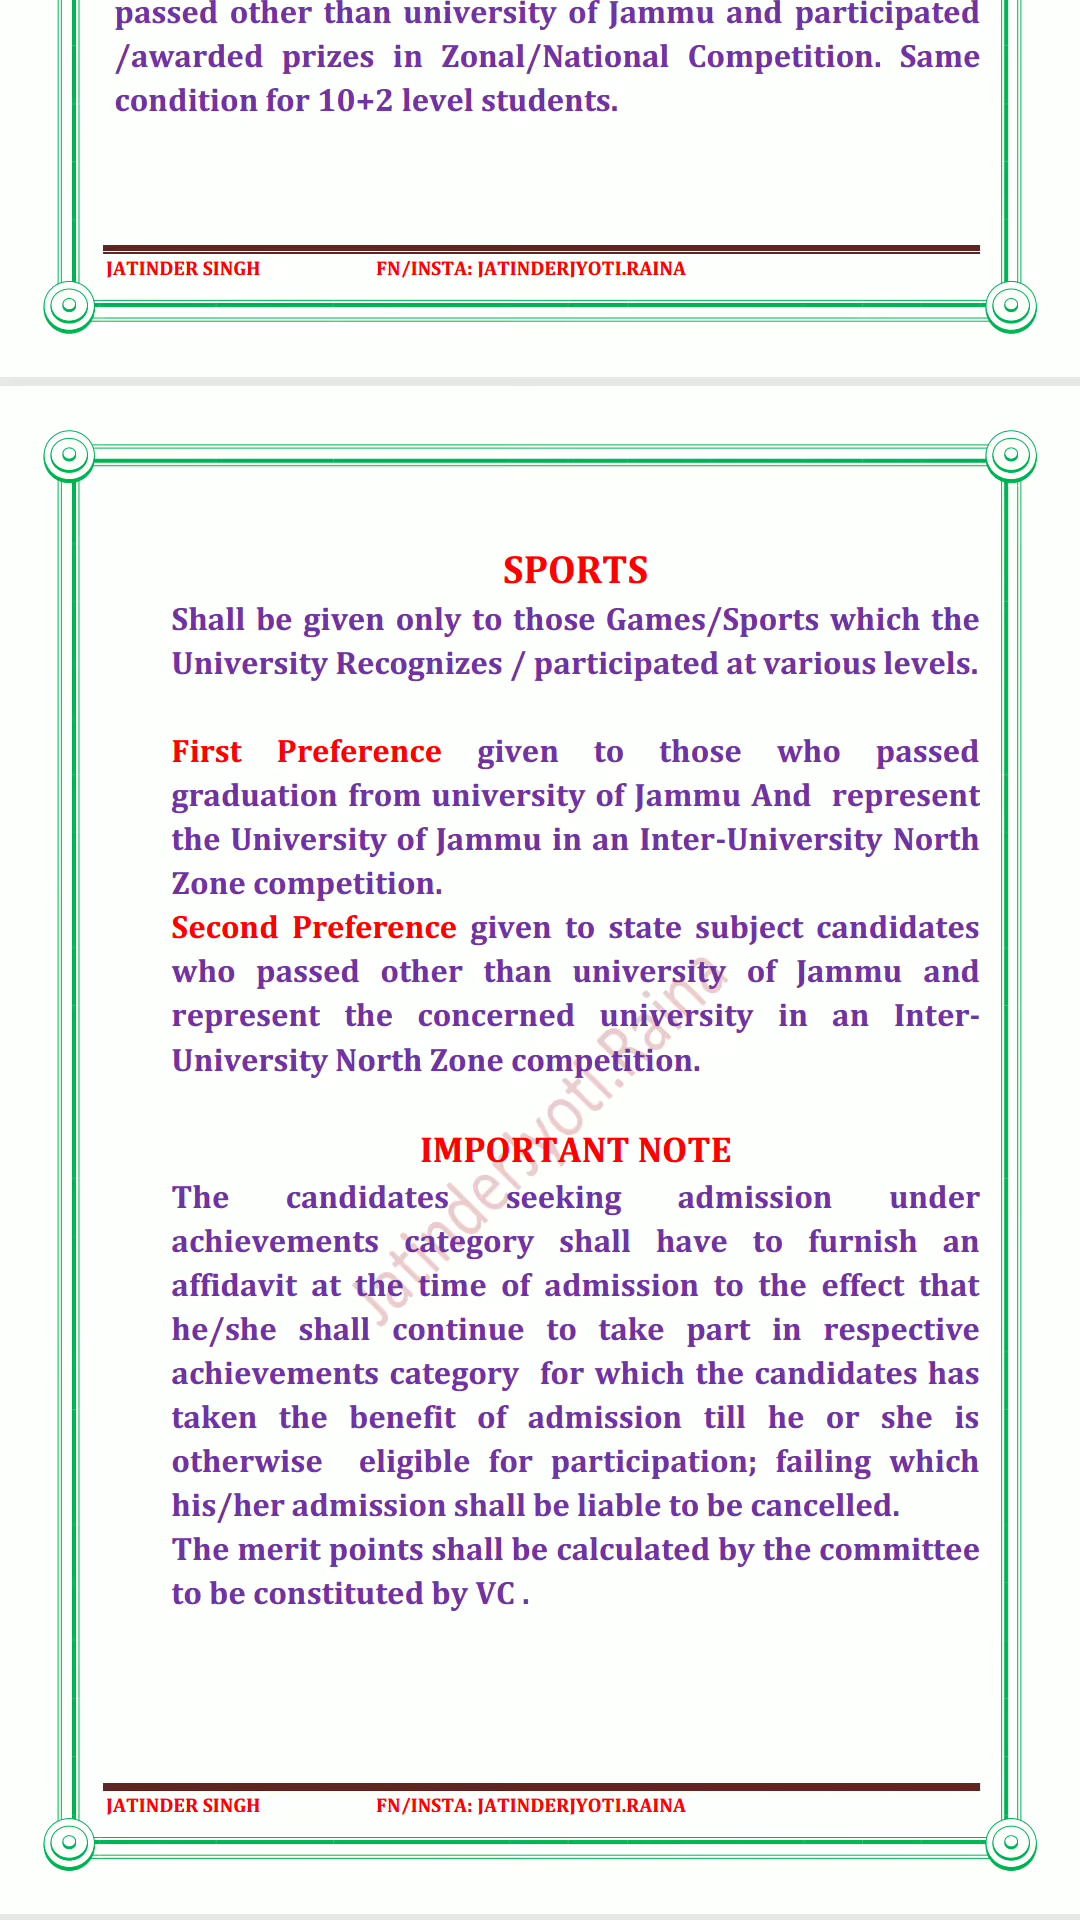 passed other than university of Jammu and participated
/awarded prizes in Zonal/National Competition. Same
condition for 10+2 level students.
JATINDER SINGH FN/INSTA: JATINDERJYOTI.RAINA
SPORTS
Shall be given only to those Games/Sports which the
University Recognizes / participated at various levels.
First Preference given to those who passed
graduation from university of Jammu And represent
the University of Jammu in an Inter-University North
Zone competition.
Second Preference given to state subject candidates
who passed other than university of Jammu and
represent the concerned university in an Inter-
University North Zone competition.
JatinderJyoti.Raina
IMPORTANT NOTE
The candidates seeking admission under
achievements category shall have to furnish an
affidavit at the time of admission to the effect that
he/she shall continue to take part in respective
achievements category for which the candidates has
taken the benefit of admission till he or she is
otherwise eligible for participation; failing which
his/her admission shall be liable to be cancelled.
The merit points shall be calculated by the committee
to be constituted by VC .
JATINDER SINGH FN/INSTA: JATINDERJYOTI.RAINA